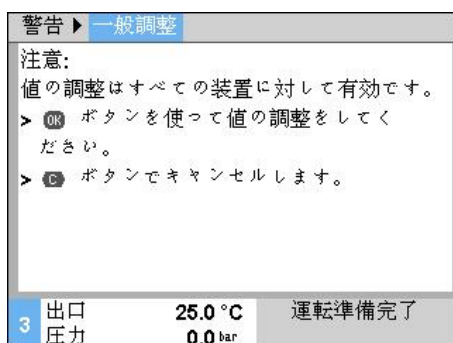 警告 ▶ 一般調整
注意:
値の調整はすべての装置に対して有効です。
> OK ボタンを使って値の調整をしてく
ださい。
> C ボタンでキャンセルします。
3 出口 25.0 °C 運転準備完了
圧力 0.0 bar